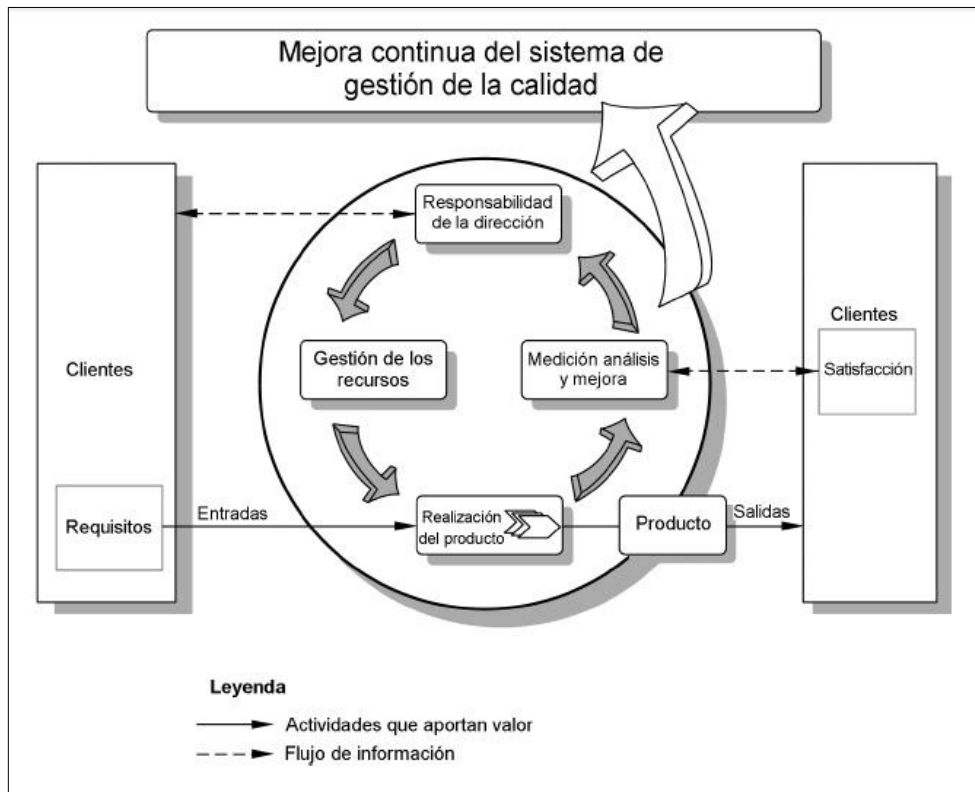 Mejora continua del sistema de
gestión de la calidad
Responsabilidad
de la dirección
Clientes
Gestión de los
recursos
Medición análisis
y mejora
Clientes
Satisfacción
Requisitos
Entradas
Realización
del producto
Producto
Salidas
Leyenda
Actividades que aportan valor
Flujo de información